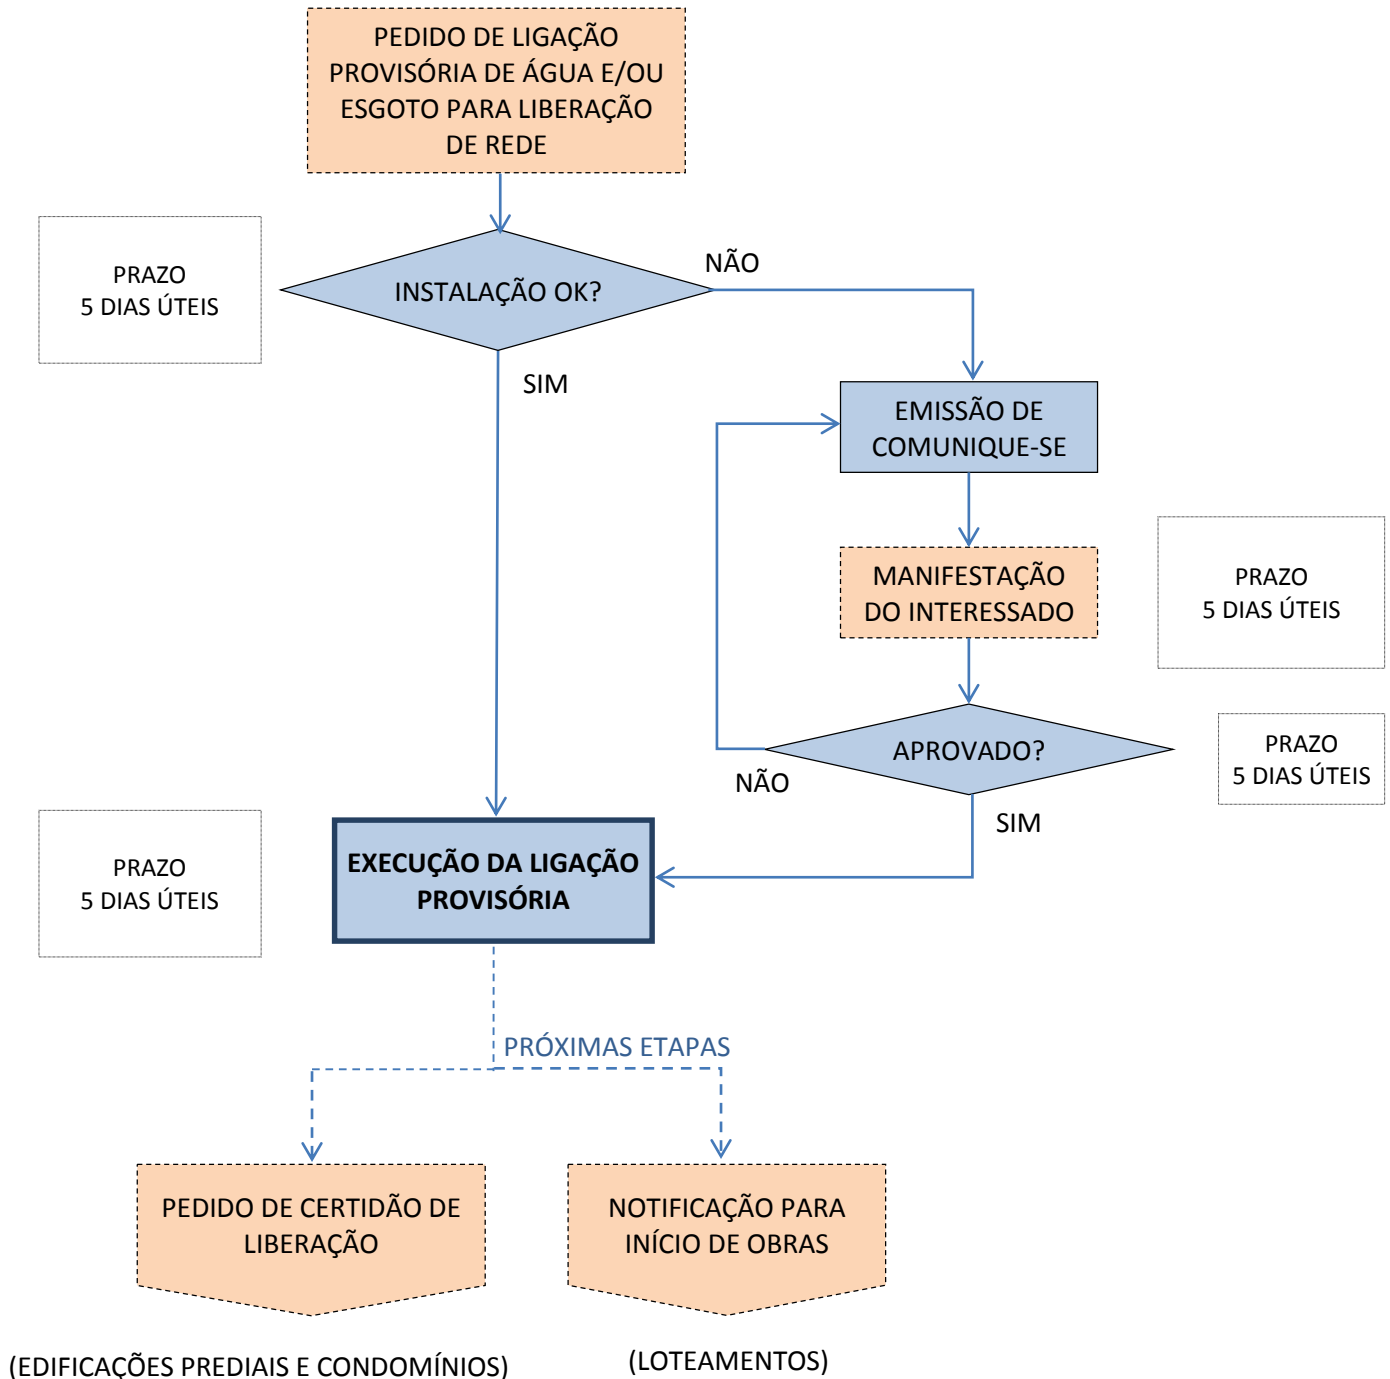 PEDIDO DE LIGAÇÃO
PROVISÓRIA DE ÁGUA E/OU
ESGOTO PARA LIBERAÇÃO
DE REDE
PRAZO
5 DIAS ÚTEIS
INSTALAÇÃO OK?
NÃO
SIM
EMISSÃO DE
COMUNIQUE-SE
MANIFESTAÇÃO
DO INTERESSADO
PRAZO
5 DIAS ÚTEIS
APROVADO?
NÃO
SIM
PRAZO
5 DIAS ÚTEIS
PRAZO
5 DIAS ÚTEIS
EXECUÇÃO DA LIGAÇÃO
PROVISÓRIA
PRÓXIMAS ETAPAS
PEDIDO DE CERTIDÃO DE
LIBERAÇÃO
NOTIFICAÇÃO PARA
INÍCIO DE OBRAS
(EDIFICAÇÕES PREDIAIS E CONDOMÍNIOS)
(LOTEAMENTOS)